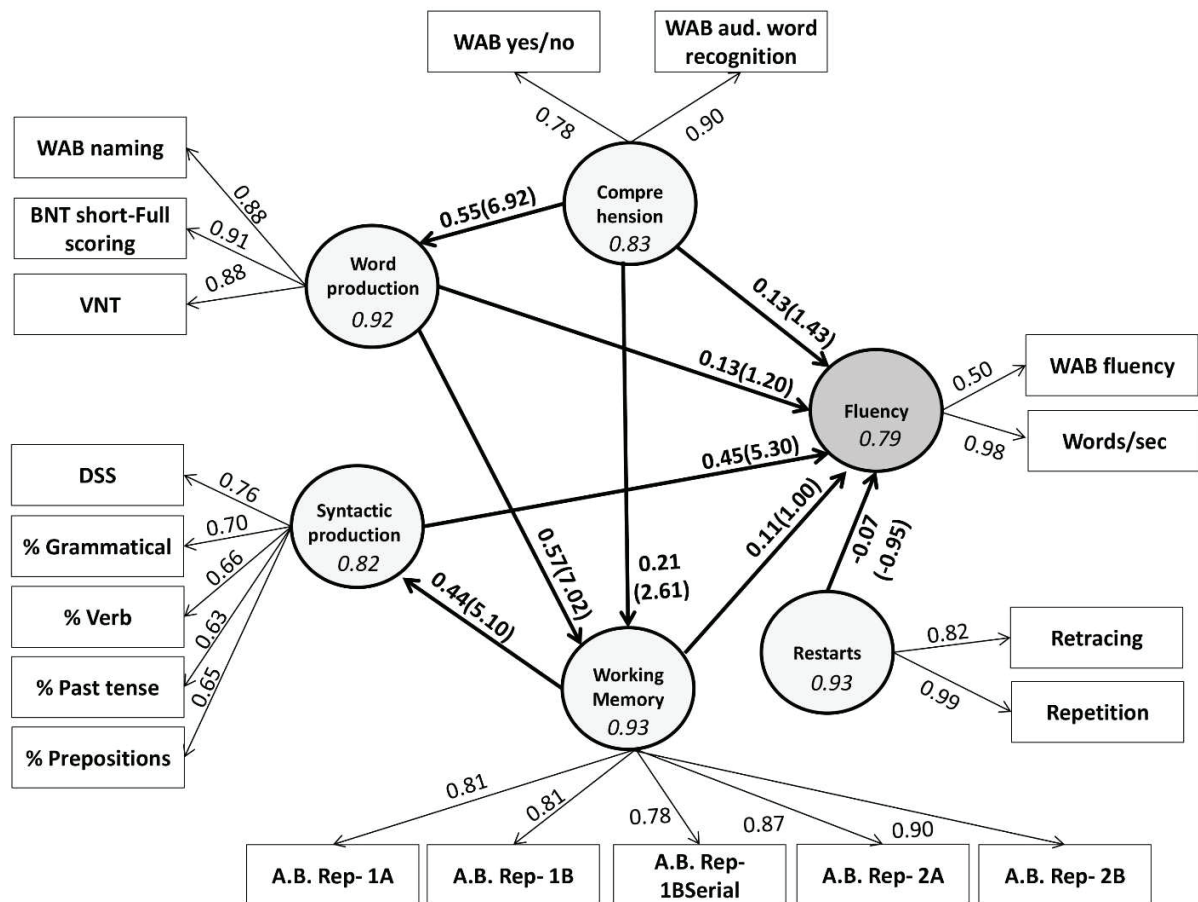 WAB yes/no
WAB aud. word
recognition
0.78
0.90
WAB naming
BNT short-Full
scoring
VNT
0.88
0.91
0.88
Word
production
0.92
0.55(6.92)
Compre
hension
0.83
0.13(1.43)
0.13(1.20)
Fluency
0.79
0.50
0.98
WAB fluency
Words/sec
DSS
% Grammatical
% Verb
% Past tense
% Prepositions
0.76
0.70
0.66
0.63
0.65
Syntactic
production
0.82
0.45(5.30)
0.57(7.02)
0.44(5.10)
0.21
(2.61)
0.11(1.00)
-0.07
(-0.95)
Working
Memory
0.93
Restarts
0.93
0.82
0.99
Retracing
Repetition
0.81
0.81
0.78
0.87
0.90
A.B. Rep- 1A
A.B. Rep- 1B
A.B. Rep-
1BSerial
A.B. Rep- 2A
A.B. Rep- 2B